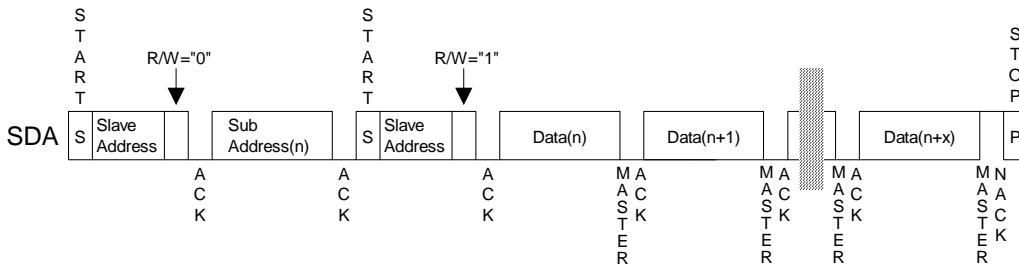 START
START
STOP
R/W="0"
R/W="1"
SDA
S
Slave
Address
Sub
Address(n)
S
Slave
Address
Data(n)
Data(n+1)
Data(n+x)
P
ACK
ACK
ACK
MASTER
ACK
MASTER
ACK
MASTER
ACK
MASTER
NACK